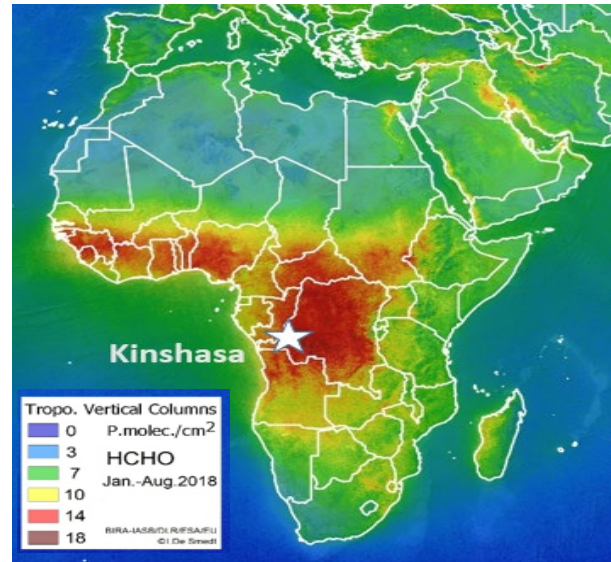 Kinshasa
Tropo. Vertical Columns
0 P.molec./cm2
3 HCHO
7 Jan.-Aug.2018
10
14
18
BIRA-IASB/DLR/ESA/EU
©I.De Smedt